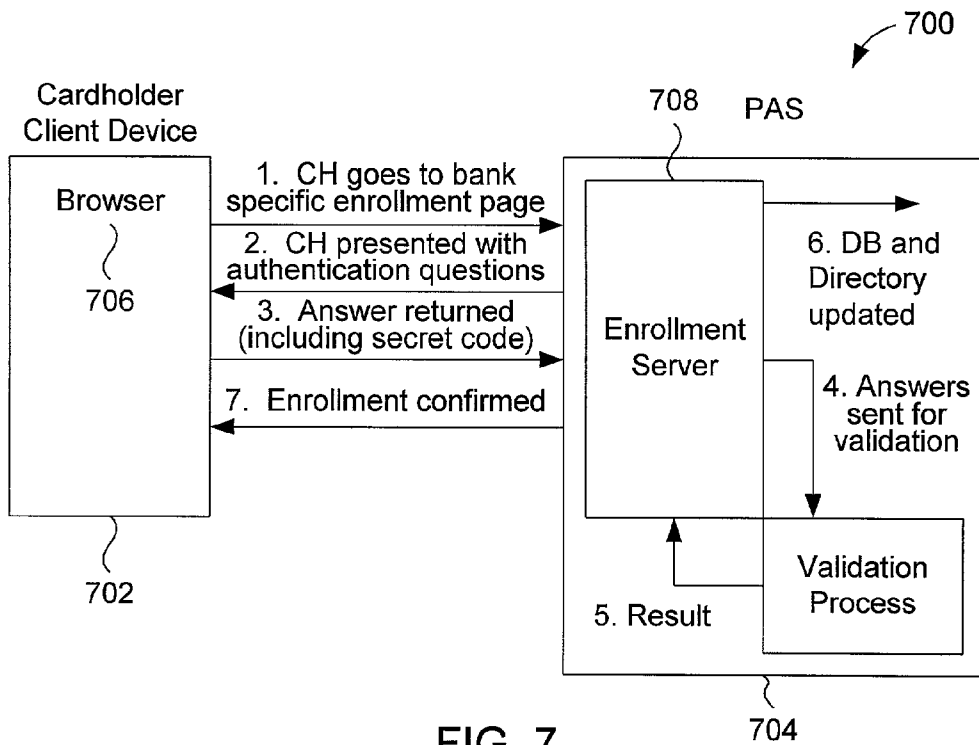 700
Cardholder
Client Device
708
PAS
Browser
706
1. CH goes to bank
specific enrollment page
2. CH presented with
authentication questions
3. Answer returned
(including secret code)
7. Enrollment confirmed
Enrollment
Server
6. DB and
Directory
updated
4. Answers
sent for
validation
Validation
Process
5. Result
702
704
FIG. 7